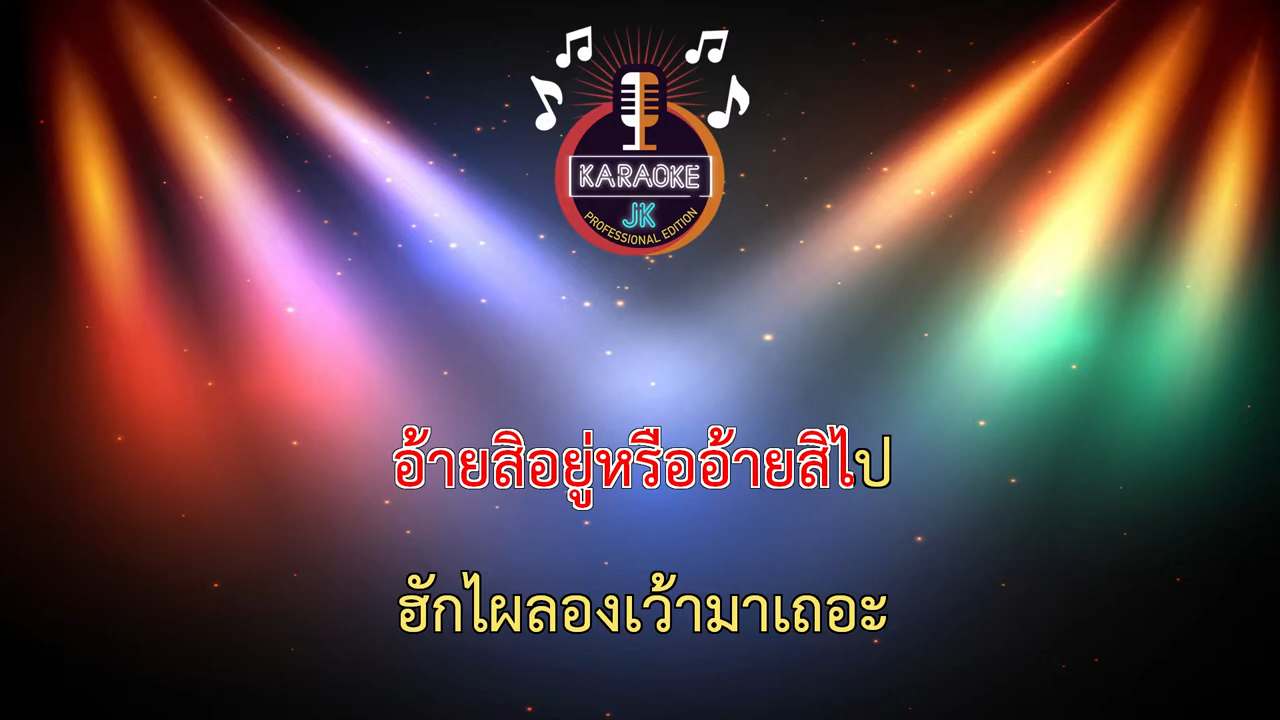 KARAOKE
JK
PROFESSIONAL EDITION
อ้ายสิอยู่หรืออ้ายสิไป
ฮักไผลองเว้ามาเถอะ